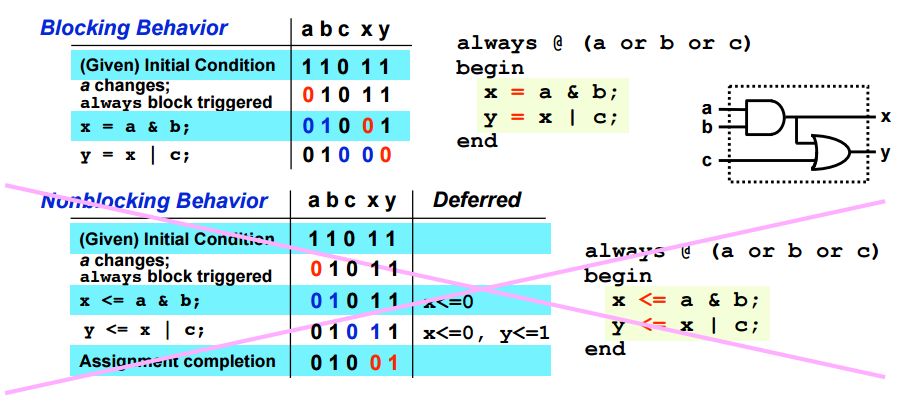 Blocking Behavior a b c x y
(Given) Initial Condition 1 1 0 1 1
a changes;
always block triggered 0 1 0 1 1
x = a & b; 0 1 0 0 1
y = x | c; 0 1 0 0 0
always @ (a or b or c)
begin
x = a & b;
y = x | c;
end
a
b
c
x
y
Nonblocking Behavior a b c x y Deferred
(Given) Initial Condition 1 1 0 1 1
a changes;
always block triggered 0 1 0 1 1
x <= a & b; 0 1 0 1 1 x<=0
y <= x | c; 0 1 0 1 1 x<=0, y<=1
Assignment completion 0 1 0 0 1
always @ (a or b or c)
begin
x <= a & b;
y <= x | c;
end